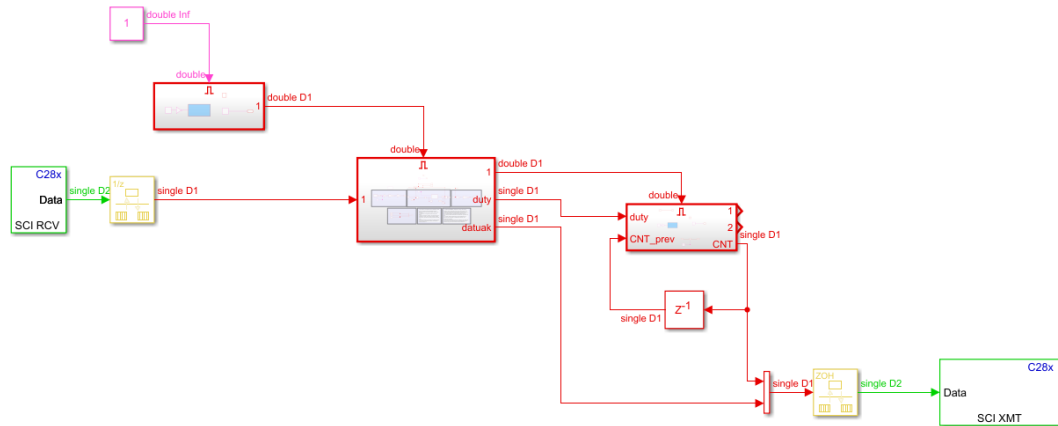 double Inf
1
double
1
double D1
C28x
Data
SCI RCV
single D2
1/z
single D1
double
1
1
duty
datuak
double D1
single D1
single D1
double
duty
CNT_prev
1
2
CNT
single D1
Z-1
single D1
single D1
ZOH
single D2
C28x
Data
SCI XMT